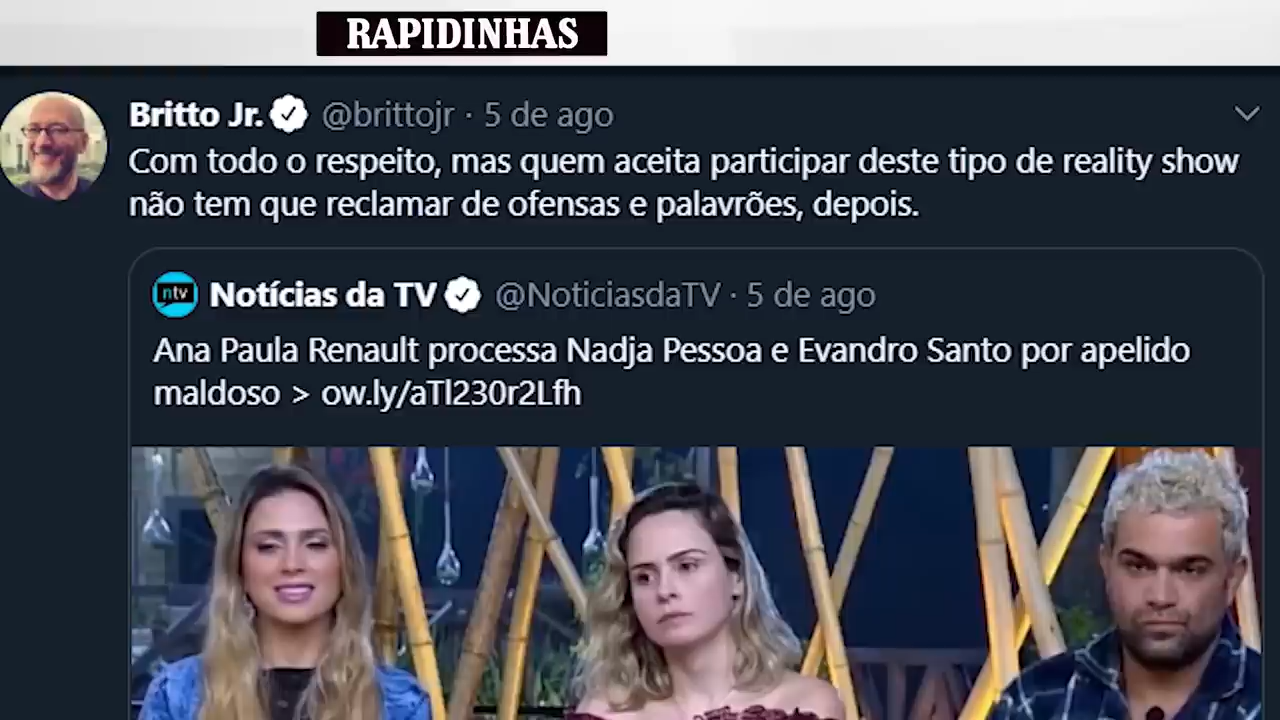 RAPIDINHAS
Britto Jr. @brittojr · 5 de ago
Com todo o respeito, mas quem aceita participar deste tipo de reality show
não tem que reclamar de ofensas e palavrões, depois.
ntv Notícias da TV @NoticiasdaTV · 5 de ago
Ana Paula Renault processa Nadja Pessoa e Evandro Santo por apelido
maldoso > ow.ly/aTl230r2Lfh